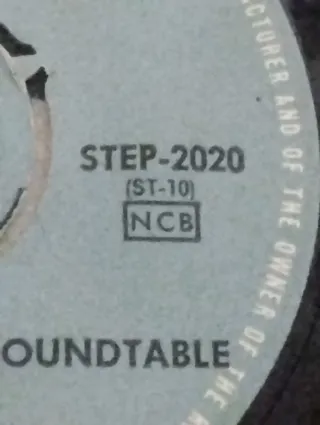 STEP-2020
(ST-10)
NCB
OUNDTABLE
CTURER AND OF THE OWNER OF THE